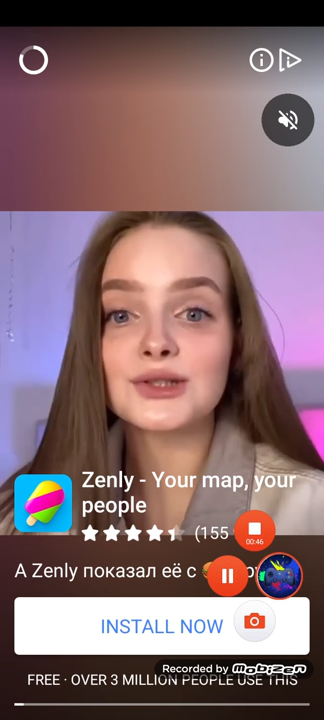 Zenly - Your map, your
people
(155
00:46
А Zenly показал её с
INSTALL NOW
Recorded by MOBIZEN
FREE · OVER 3 MILLION PEOPLE USE THIS